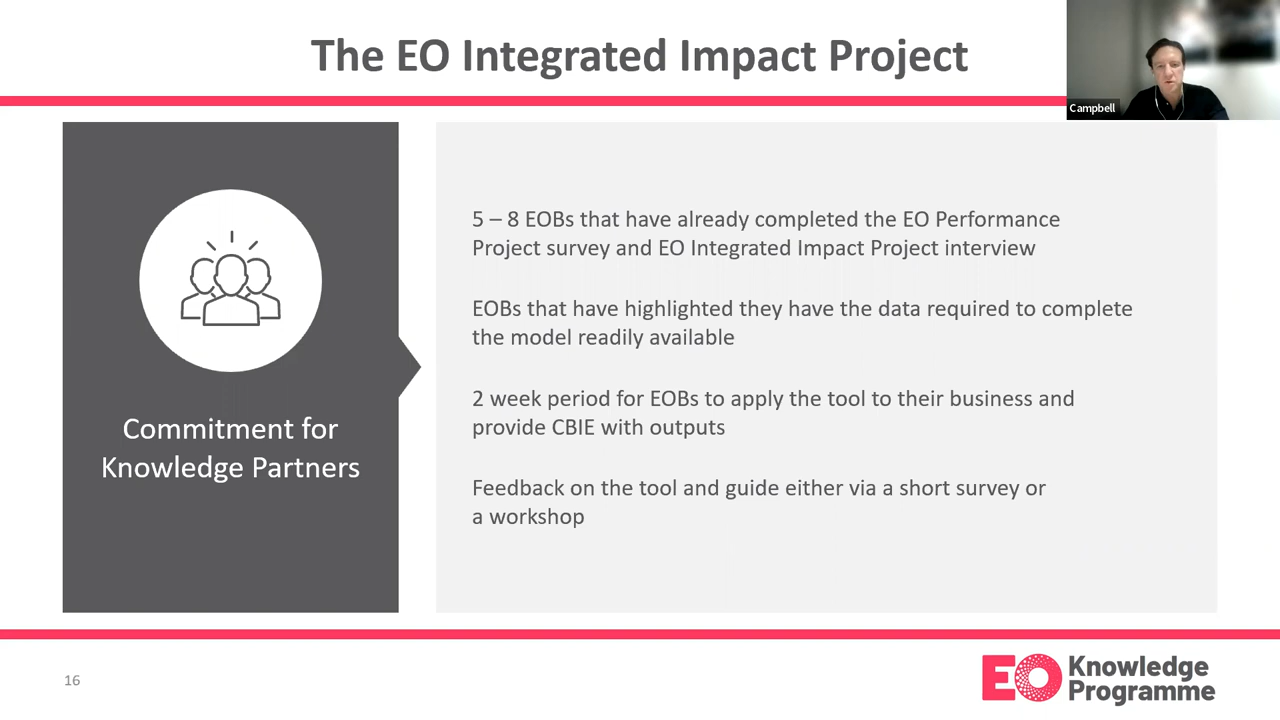 The EO Integrated Impact Project
Campbell
Commitment for
Knowledge Partners
5 – 8 EOBs that have already completed the EO Performance
Project survey and EO Integrated Impact Project interview
EOBs that have highlighted they have the data required to complete
the model readily available
2 week period for EOBs to apply the tool to their business and
provide CBIE with outputs
Feedback on the tool and guide either via a short survey or
a workshop
16
EO Knowledge
Programme